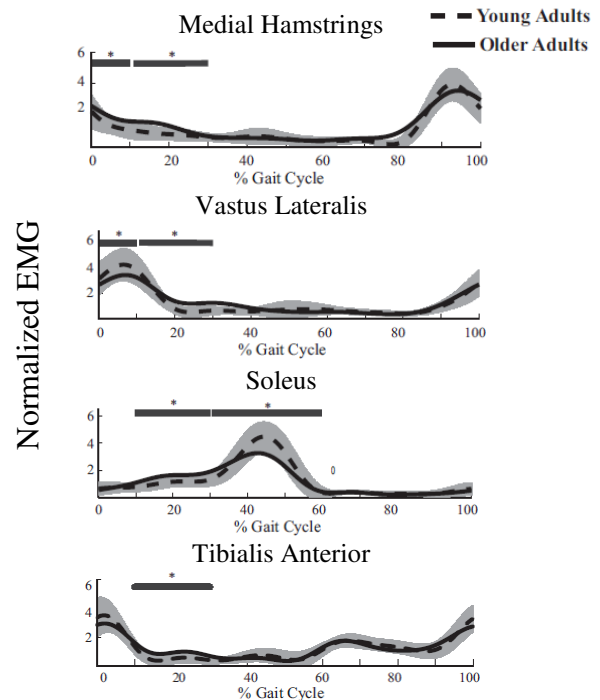 Medial Hamstrings
Young Adults
Older Adults
* *
6
4
2
0 20 40 60 80 100
% Gait Cycle
Normalized EMG
Vastus Lateralis
* *
6
4
2
0 20 40 60 80 100
% Gait Cycle
Soleus
* *
6
4
2
0
0 20 40 60 80 100
% Gait Cycle
Tibialis Anterior
*
6
4
2
0 20 40 60 80 100
% Gait Cycle